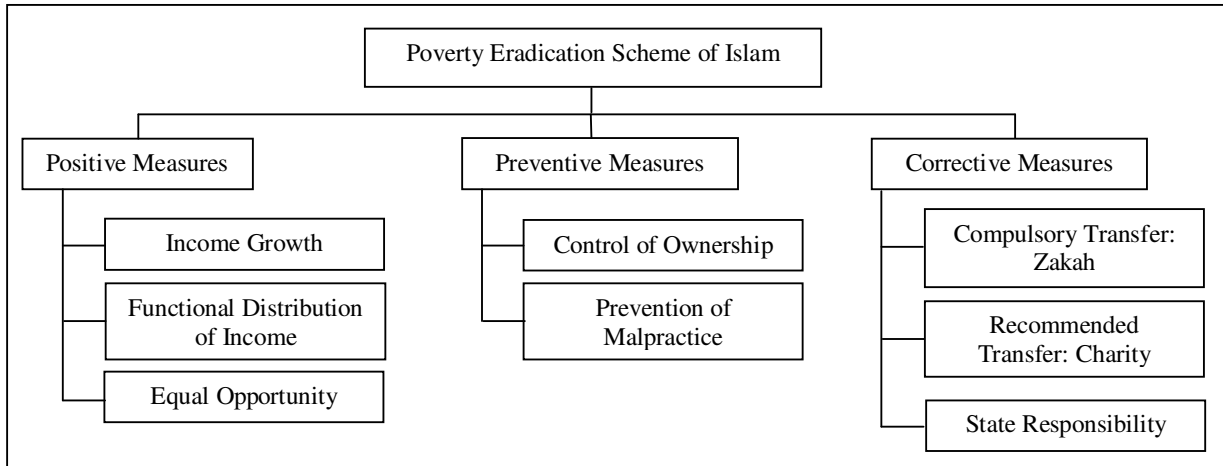 Poverty Eradication Scheme of Islam
Positive Measures
Income Growth
Functional Distribution
of Income
Equal Opportunity
Preventive Measures
Control of Ownership
Prevention of
Malpractice
Corrective Measures
Compulsory Transfer:
Zakah
Recommended
Transfer: Charity
State Responsibility